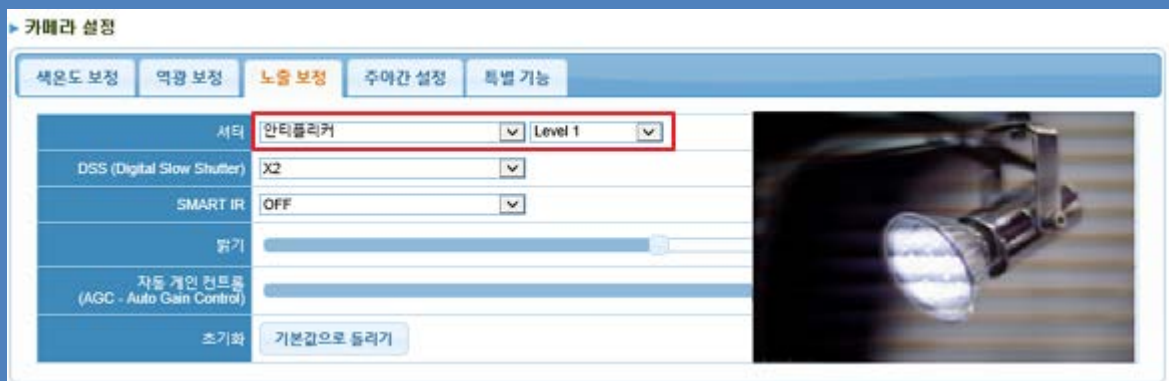 카메라 설정
색온도 보정 역광 보정 노출 보정 주야간 설정 특별 기능
셔터 안티플리커 Level 1
DSS (Digital Slow Shutter) X2
SMART IR OFF
밝기
자동 게인 컨트롤
(AGC - Auto Gain Control)
초기화 기본값으로 돌리기